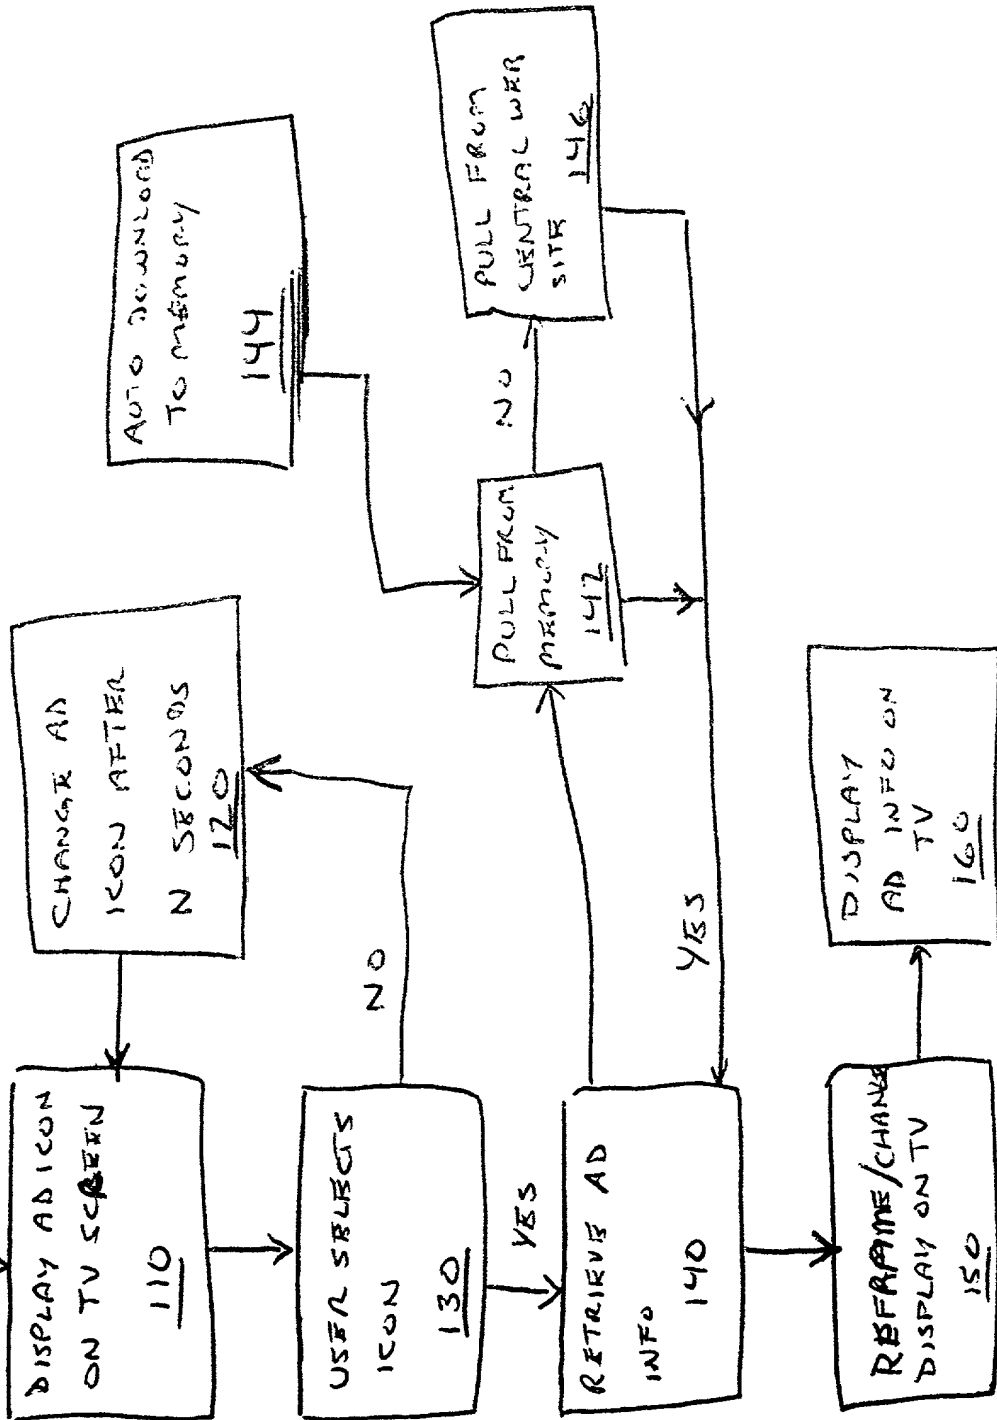 DISPLAY AD ICON
ON TV SCREEN
110
CHANGE AD
ICON AFTER
N SECONDS
120
USER SELECTS
ICON
130
NO
YES
RETRIEVE AD
INFO
140
PULL FROM
MEMORY
142
AUTO DOWNLOAD
TO MEMORY
144
NO
PULL FROM
CENTRAL WEB
SITE
146
YES
REFRAME/CHANGE
DISPLAY ON TV
150
DISPLAY
AD INFO ON
TV
160